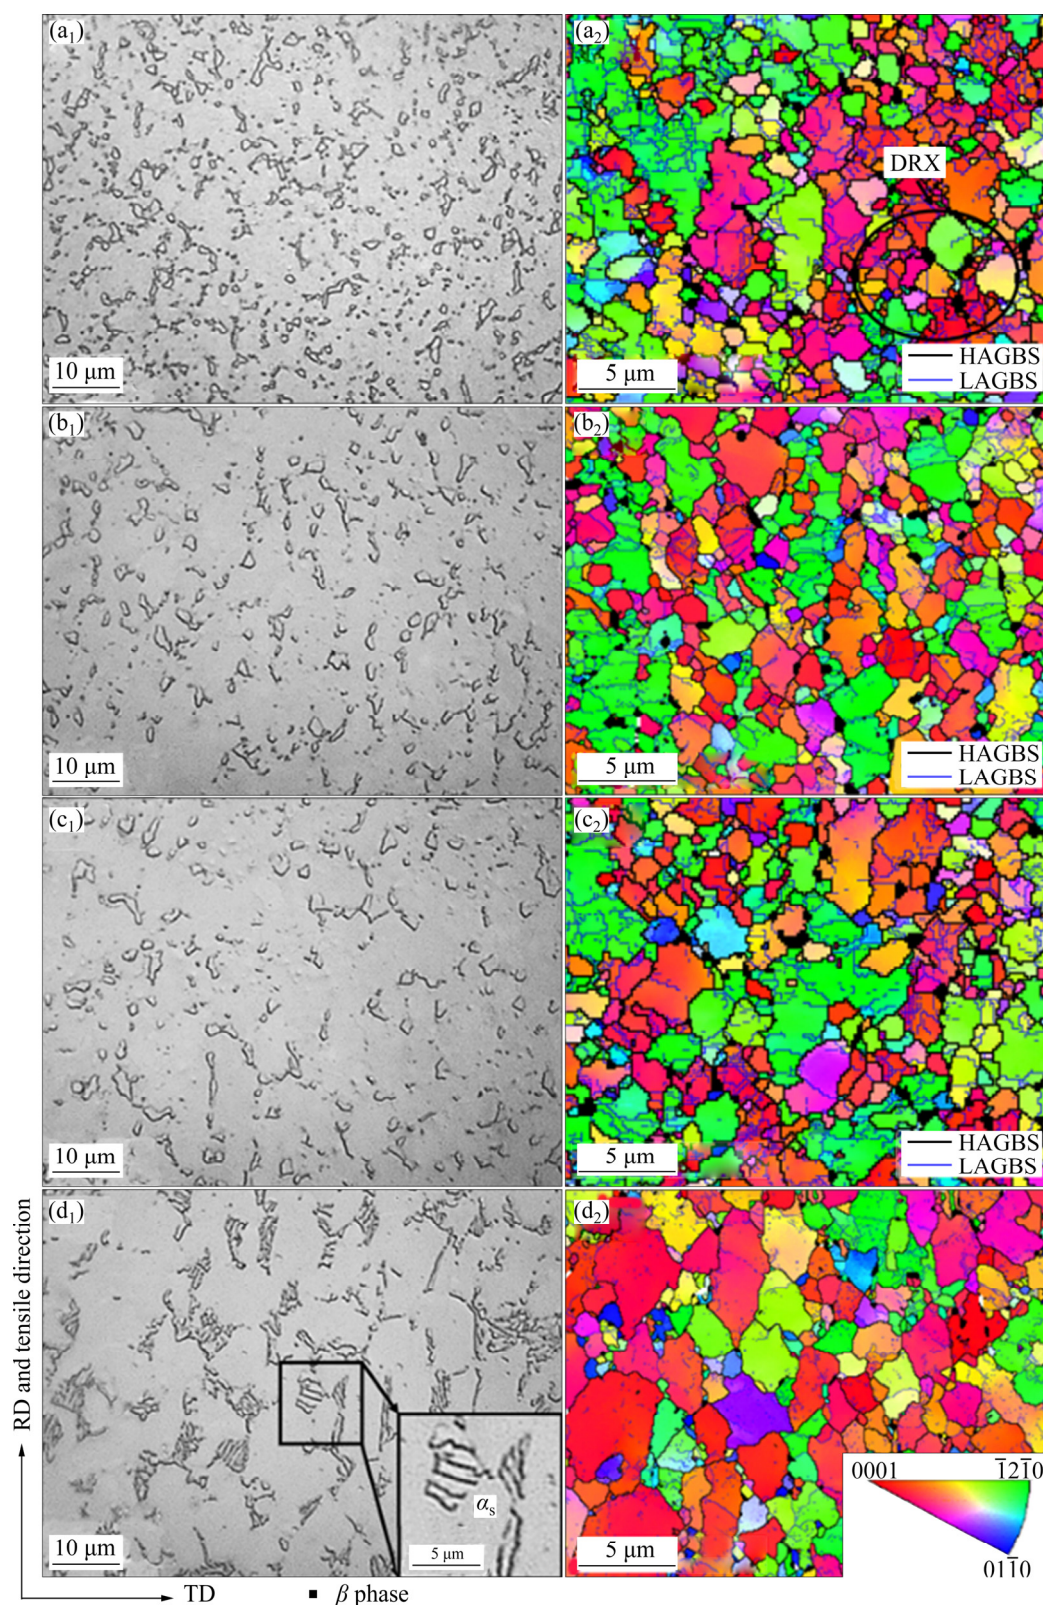 (a₁)
(a₂)
DRX
10 μm
5 μm
HAGBS
LAGBS
(b₁)
(b₂)
10 μm
5 μm
HAGBS
LAGBS
(c₁)
(c₂)
10 μm
5 μm
HAGBS
LAGBS
(d₁)
(d₂)
RD and tensile direction
αₛ
10 μm
5 μm
5 μm
0001
1̅21̅0
011̅0
TD
■ β phase